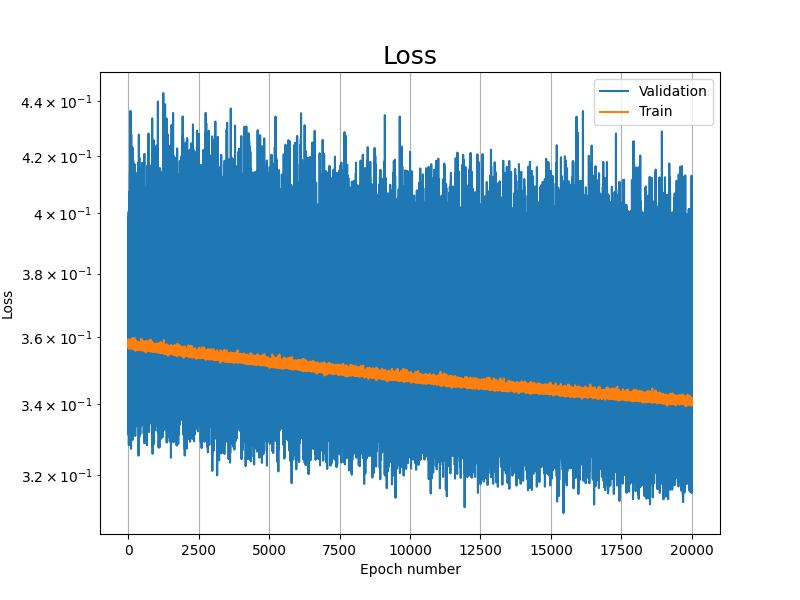 Loss
Validation
Train
4.4 × 10⁻¹
4.2 × 10⁻¹
4 × 10⁻¹
3.8 × 10⁻¹
3.6 × 10⁻¹
3.4 × 10⁻¹
3.2 × 10⁻¹
Loss
0 2500 5000 7500 10000 12500 15000 17500 20000
Epoch number